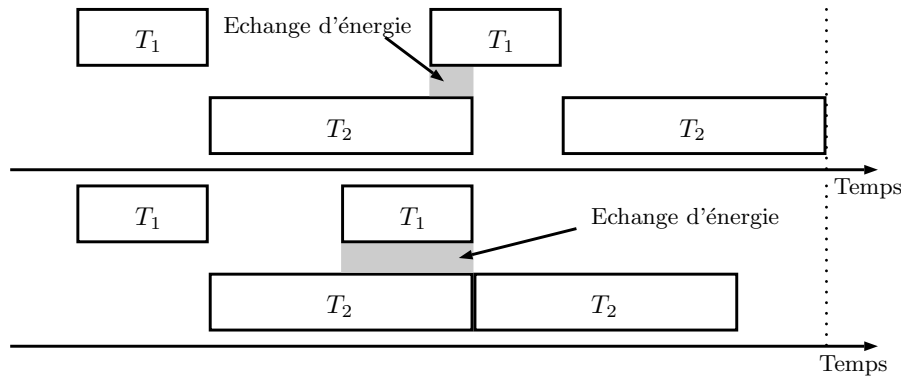 Echange d'énergie
T1 T1
T2 T2
Temps
T1 T1
Echange d'énergie
T2 T2
Temps